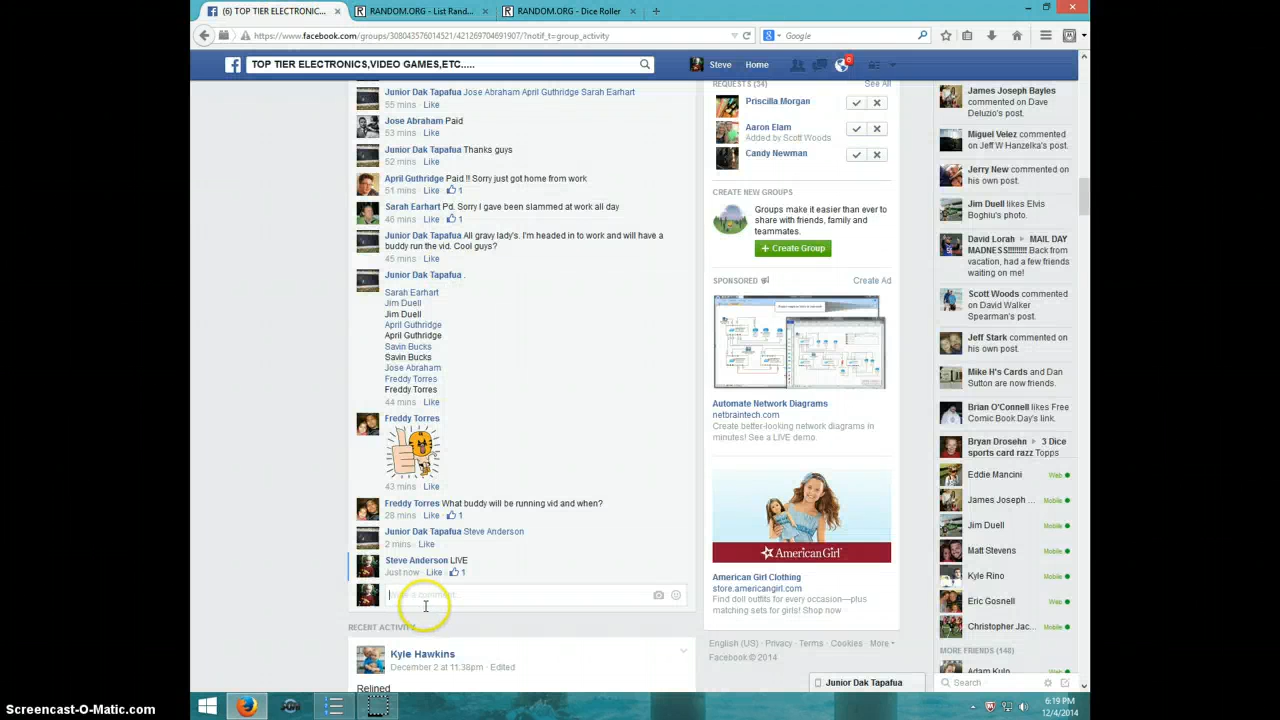 (6) TOP TIER ELECTRONIC...
RANDOM.ORG - List Rand...
RANDOM.ORG - Dice Roller
https://www.facebook.com/groups/308043576014521/421269704691907/?notif_t=group_activity
Google
TOP TIER ELECTRONICS,VIDEO GAMES,ETC.....
Steve
Home
6
Junior Dak Tapafua Jose Abraham April Guthridge Sarah Earhart
55 mins · Like
Jose Abraham Paid
53 mins · Like
Junior Dak Tapafua Thanks guys
52 mins · Like
April Guthridge Paid !! Sorry just got home from work
51 mins · Like · 1
Sarah Earhart Pd. Sorry I gave been slammed at work all day
46 mins · Like · 1
Junior Dak Tapafua All gravy lady's. I'm headed in to work and will have a
buddy run the vid. Cool guys?
45 mins · Like
Junior Dak Tapafua .
Sarah Earhart
Jim Duell
Jim Duell
April Guthridge
April Guthridge
Savin Bucks
Savin Bucks
Jose Abraham
Freddy Torres
Freddy Torres
44 mins · Like
Freddy Torres
43 mins · Like
Freddy Torres What buddy will be running vid and when?
28 mins · Like · 1
Junior Dak Tapafua Steve Anderson
2 mins · Like
Steve Anderson LIVE
Just now · Like · 1
Write a comment...
RECENT ACTIVITY
Kyle Hawkins
December 2 at 11:38pm · Edited
Relined
REQUESTS (34)
See All
Priscilla Morgan
Aaron Elam
Added by Scott Woods
Candy Newman
CREATE NEW GROUPS
Groups make it easier than ever to
share with friends, family and
teammates.
+ Create Group
SPONSORED
Create Ad
Automate Network Diagrams
netbraintech.com
Create better-looking network diagrams in
minutes! See a LIVE demo.
American Girl
American Girl Clothing
store.americangirl.com
Find doll outfits for every occasion—plus
matching sets for girls! Shop now
English (US) · Privacy · Terms · Cookies · More
Facebook © 2014
Junior Dak Tapafua
James Joseph Bayles
commented on Dave
Deluzio's post.
Miguel Velez commented
on Jeff W Hanzelka's post.
Jerry New commented on
his own post.
Jim Duell likes Elvis
Boghiu's photo.
David Lorah ▸ MAIL DAY
MADNESS!!!!!!!!! Back from
vacation, had a few friends
waiting on me!
Scott Woods commented
on David Walker
Spearman's post.
Jeff Stark commented on
his own post.
Mike H's Cards and Dan
Sutton are now friends.
Brian O'Connell likes Free
Comic Book Day's link.
Bryan Drosehn ▸ 3 Dice
sports card razz Topps
Eddie Mancini Web
James Joseph ... Mobile
Jim Duell Mobile
Matt Stevens Mobile
Kyle Rino Mobile
Eric Gosnell Mobile
Christopher Jac... Mobile
MORE FRIENDS (148)
Adam Kulp
Search
6:19 PM
12/4/2014
Screencast-O-Matic.com